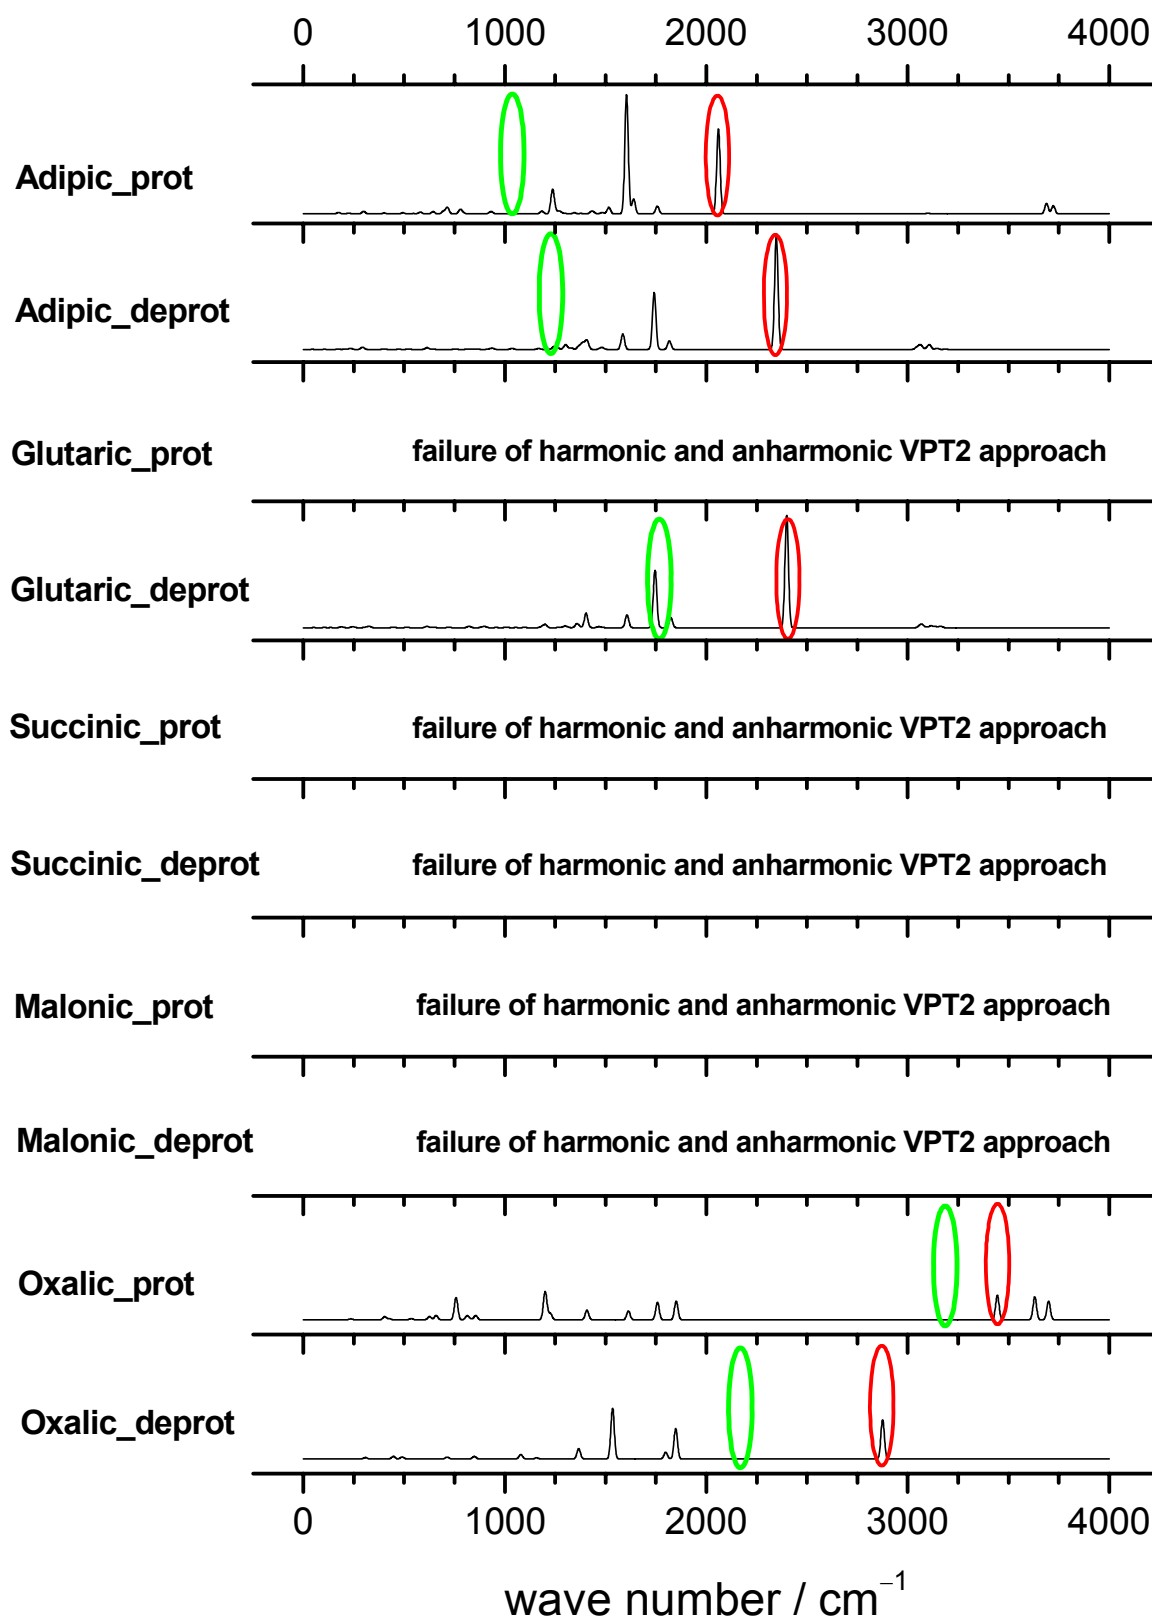 0 1000 2000 3000 4000
Adipic_prot
Adipic_deprot
Glutaric_prot failure of harmonic and anharmonic VPT2 approach
Glutaric_deprot
Succinic_prot failure of harmonic and anharmonic VPT2 approach
Succinic_deprot failure of harmonic and anharmonic VPT2 approach
Malonic_prot failure of harmonic and anharmonic VPT2 approach
Malonic_deprot failure of harmonic and anharmonic VPT2 approach
Oxalic_prot
Oxalic_deprot
0 1000 2000 3000 4000
wave number / cm⁻¹